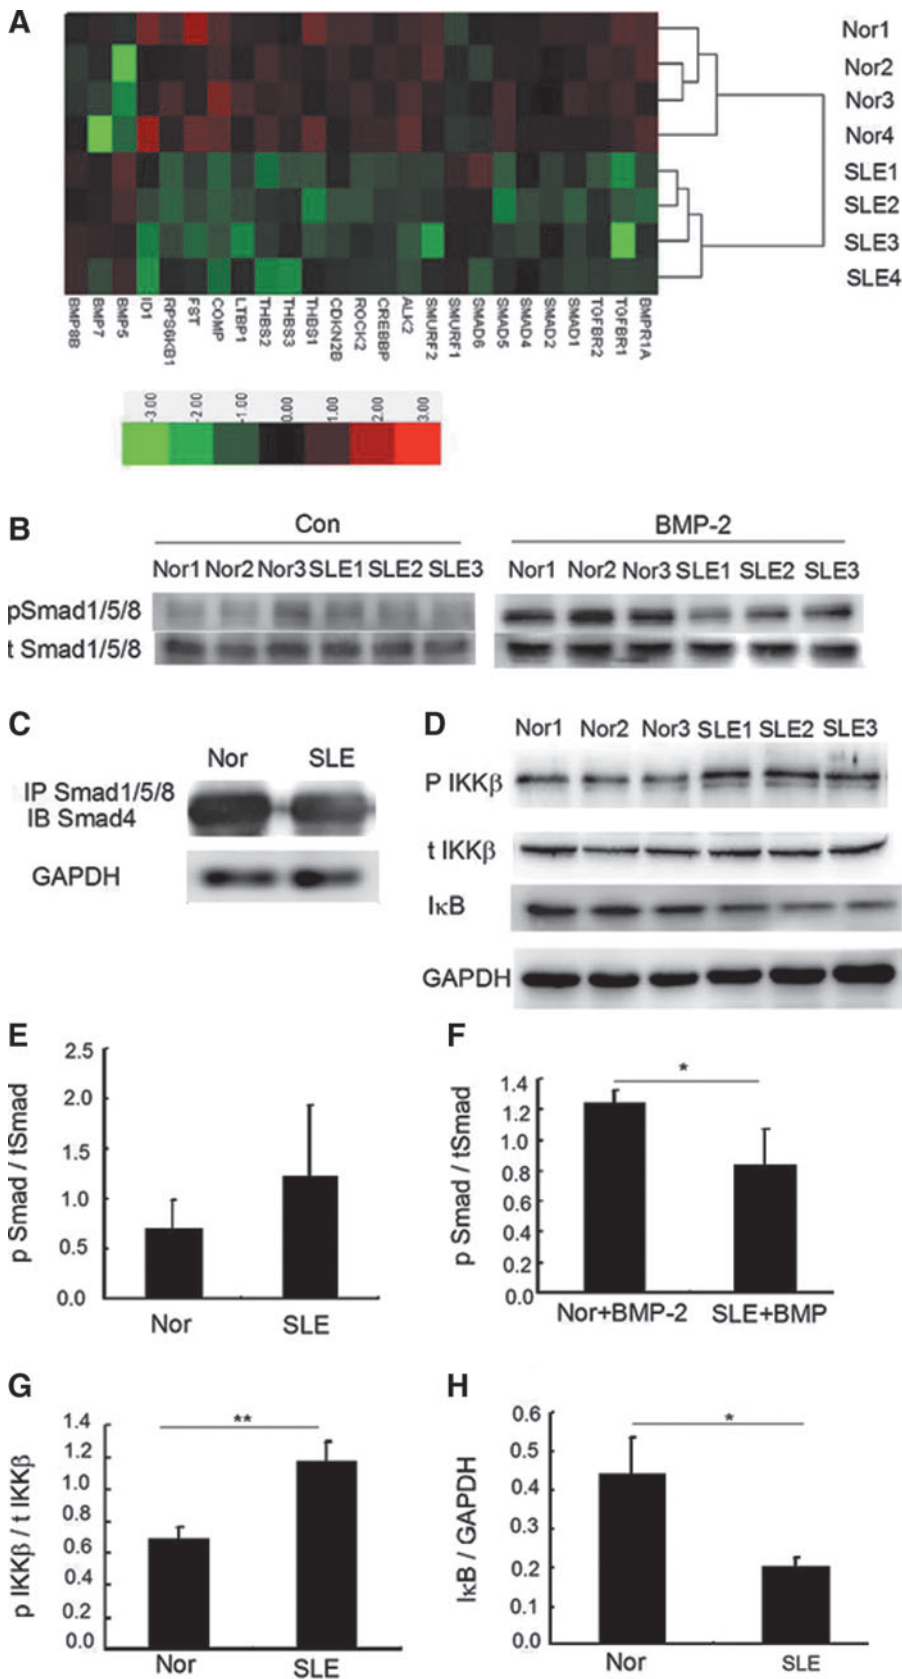 A
Nor1
Nor2
Nor3
Nor4
SLE1
SLE2
SLE3
SLE4
BMP8B BMP7 BMP5 ID1 RPS6KB1 FST COMP LTBP1 THBS2 THBS3 THBS1 CDKN2B ROCK2 CREBBP ALK2 SMURF2 SMURF1 SMAD6 SMAD5 SMAD4 SMAD2 SMAD1 TGFBR2 TGFBR1 BMPR1A
-3.00 -2.00 -1.00 0.00 1.00 2.00 3.00
B
Con
BMP-2
Nor1 Nor2 Nor3 SLE1 SLE2 SLE3
Nor1 Nor2 Nor3 SLE1 SLE2 SLE3
pSmad1/5/8
t Smad1/5/8
C
Nor SLE
IP Smad1/5/8
IB Smad4
GAPDH
D
Nor1 Nor2 Nor3 SLE1 SLE2 SLE3
P IKKβ
t IKKβ
IκB
GAPDH
E
p Smad / tSmad
2.5
2.0
1.5
1.0
0.5
0.0
Nor SLE
F
p Smad / tSmad
*
1.4
1.2
1.0
0.8
0.6
0.4
0.2
0.0
Nor+BMP-2 SLE+BMP
G
p IKKβ / t IKKβ
**
1.4
1.2
1.0
0.8
0.6
0.4
0.2
0.0
Nor SLE
H
IκB / GAPDH
*
0.6
0.5
0.4
0.3
0.2
0.1
0.0
Nor SLE